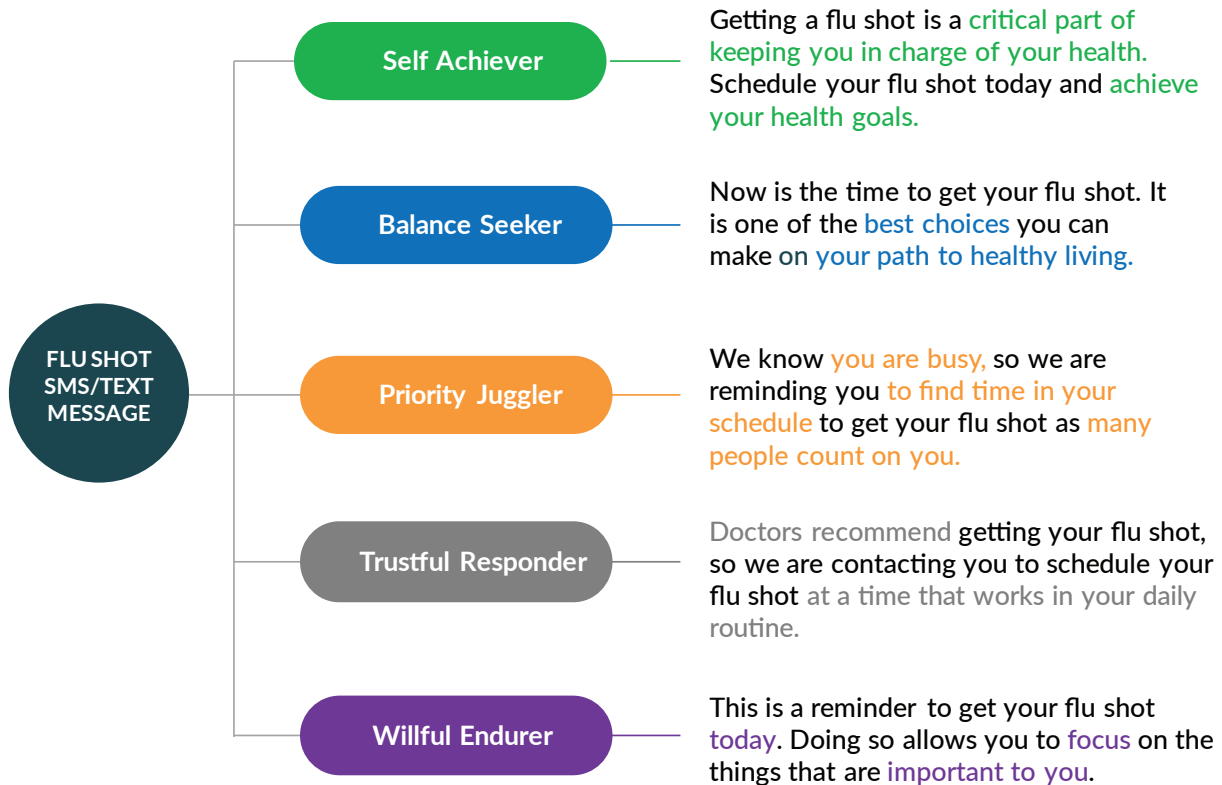 FLU SHOT
SMS/TEXT
MESSAGE
Self Achiever
Getting a flu shot is a critical part of
keeping you in charge of your health.
Schedule your flu shot today and achieve
your health goals.
Balance Seeker
Now is the time to get your flu shot. It
is one of the best choices you can
make on your path to healthy living.
Priority Juggler
We know you are busy, so we are
reminding you to find time in your
schedule to get your flu shot as many
people count on you.
Trustful Responder
Doctors recommend getting your flu shot,
so we are contacting you to schedule your
flu shot at a time that works in your daily
routine.
Willful Endurer
This is a reminder to get your flu shot
today. Doing so allows you to focus on the
things that are important to you.